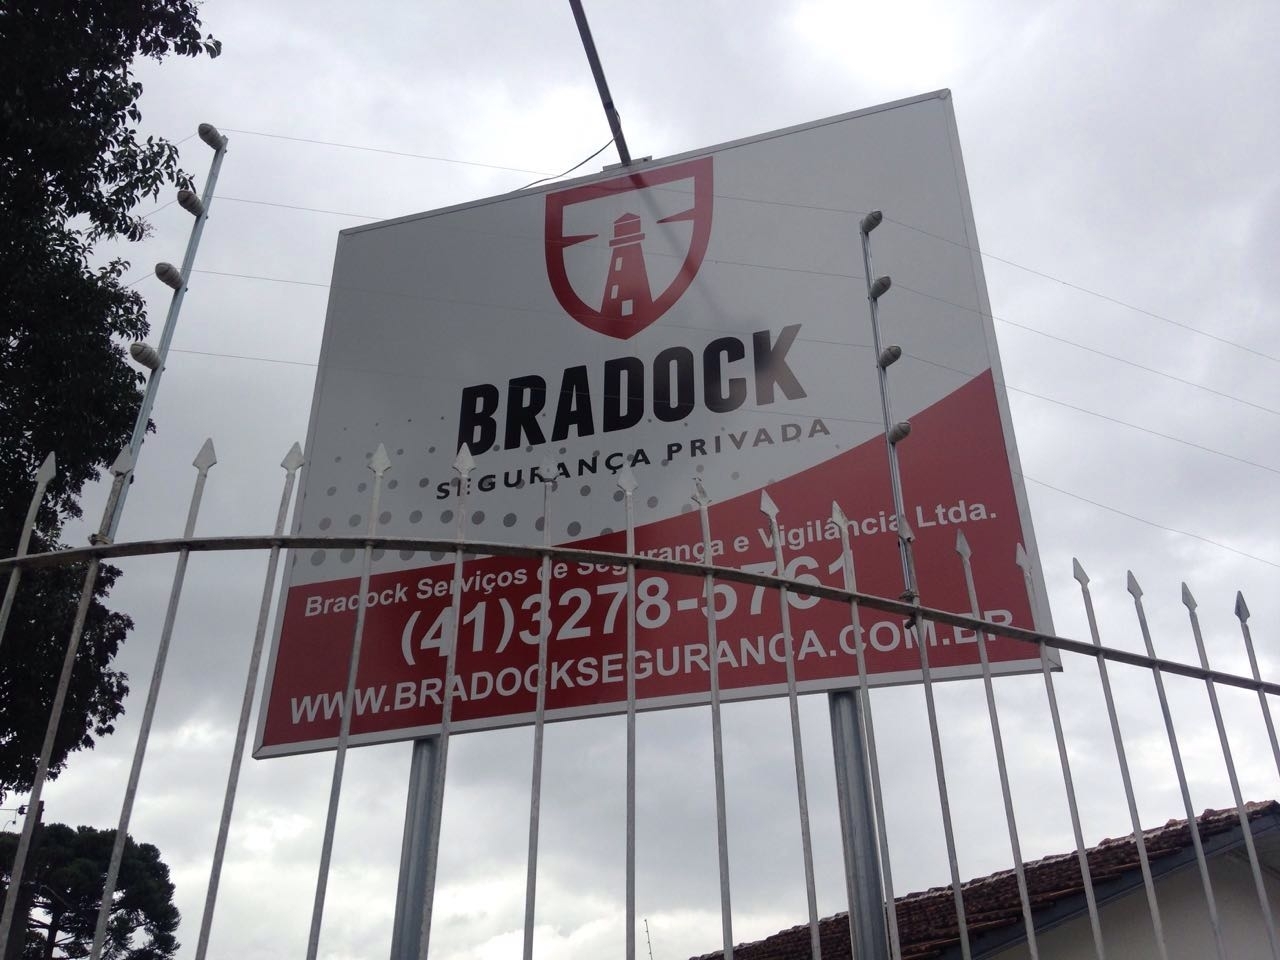 BRADOCK
SEGURANÇA PRIVADA
Bradock Serviços de Segurança e Vigilância Ltda.
(41)3278-5761
WWW.BRADOCKSEGURANCA.COM.BR